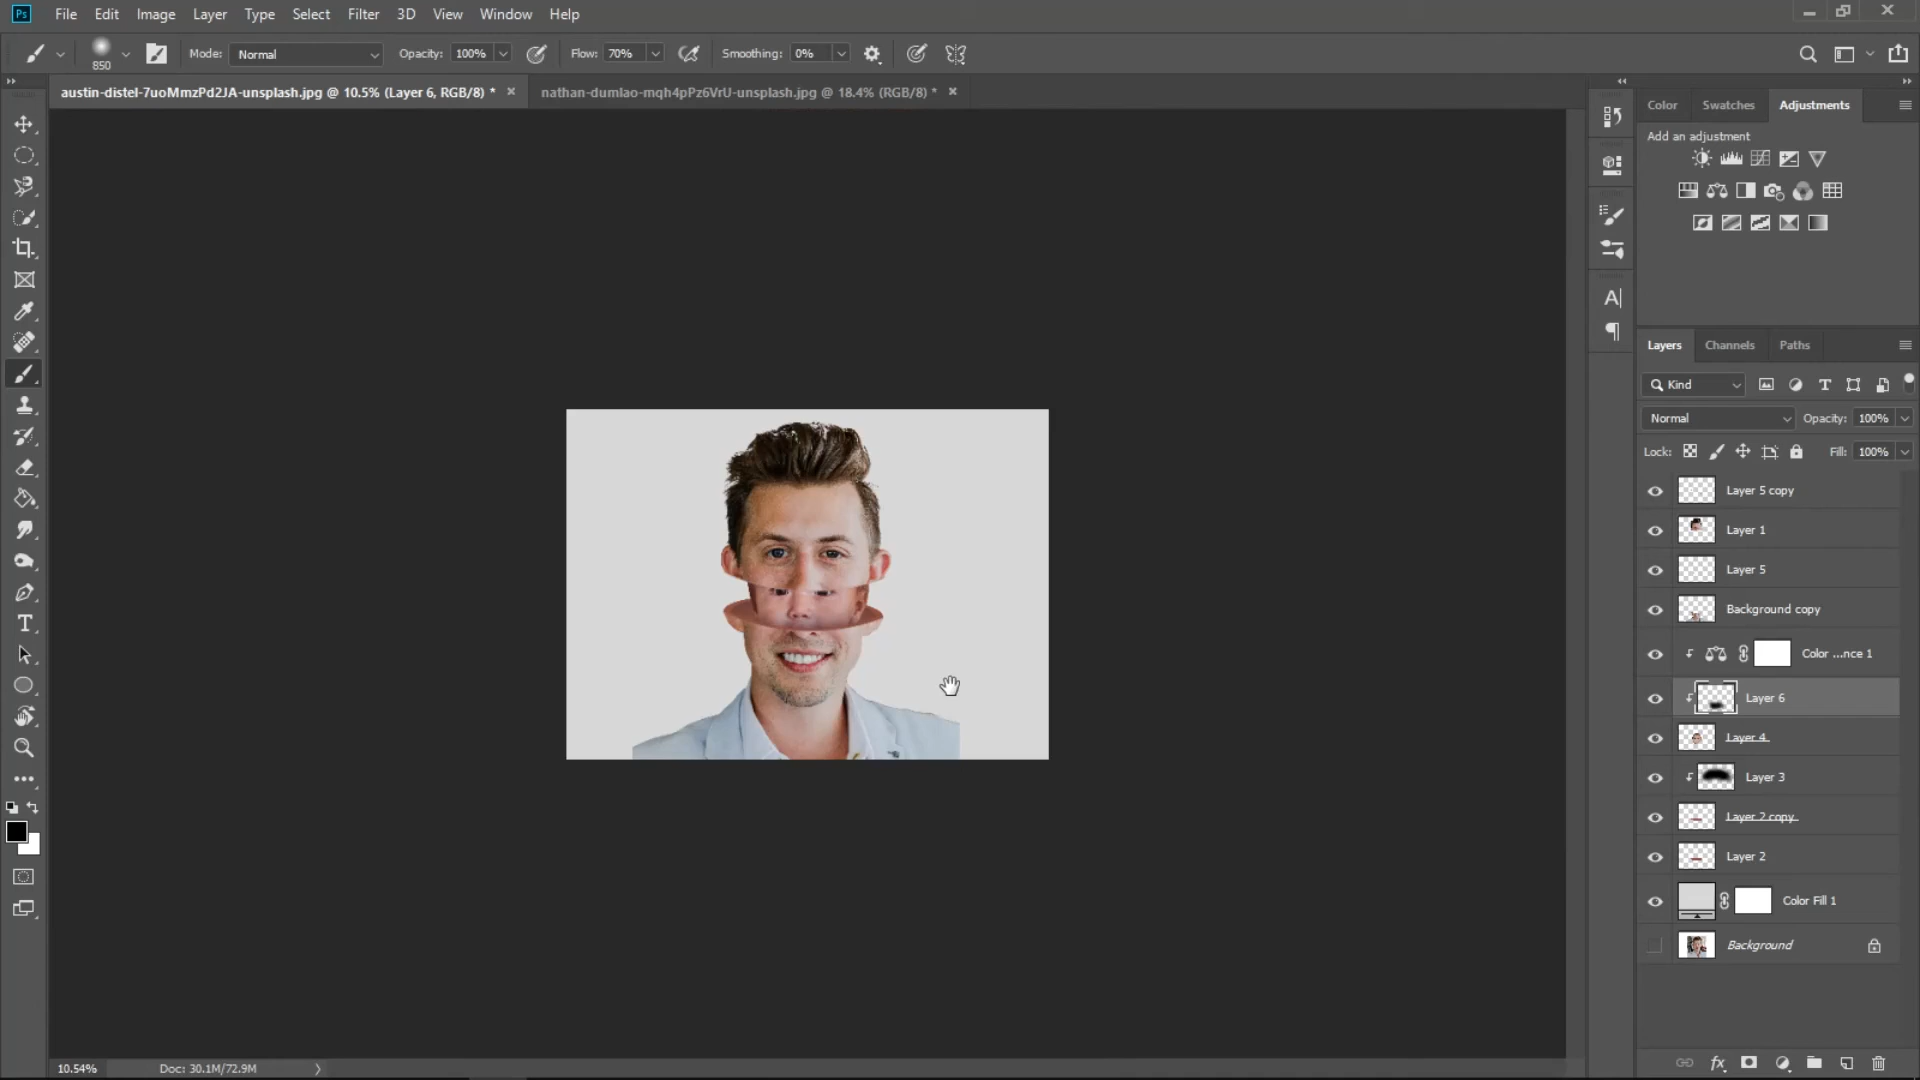 Ps File Edit Image Layer Type Select Filter 3D View Window Help
850 Mode: Normal Opacity: 100% Flow: 70% Smoothing: 0%
austin-distel-7uoMmzPd2JA-unsplash.jpg @ 10.5% (Layer 6, RGB/8) * × nathan-dumlao-mqh4pPz6VrU-unsplash.jpg @ 18.4% (RGB/8) * ×
Color Swatches Adjustments
Add an adjustment
Layers Channels Paths
Kind
Normal Opacity: 100%
Lock: Fill: 100%
Layer 5 copy
Layer 1
Layer 5
Background copy
Color ...nce 1
Layer 6
Layer 4
Layer 3
Layer 2 copy
Layer 2
Color Fill 1
Background
fx
10.54% Doc: 30.1M/72.9M